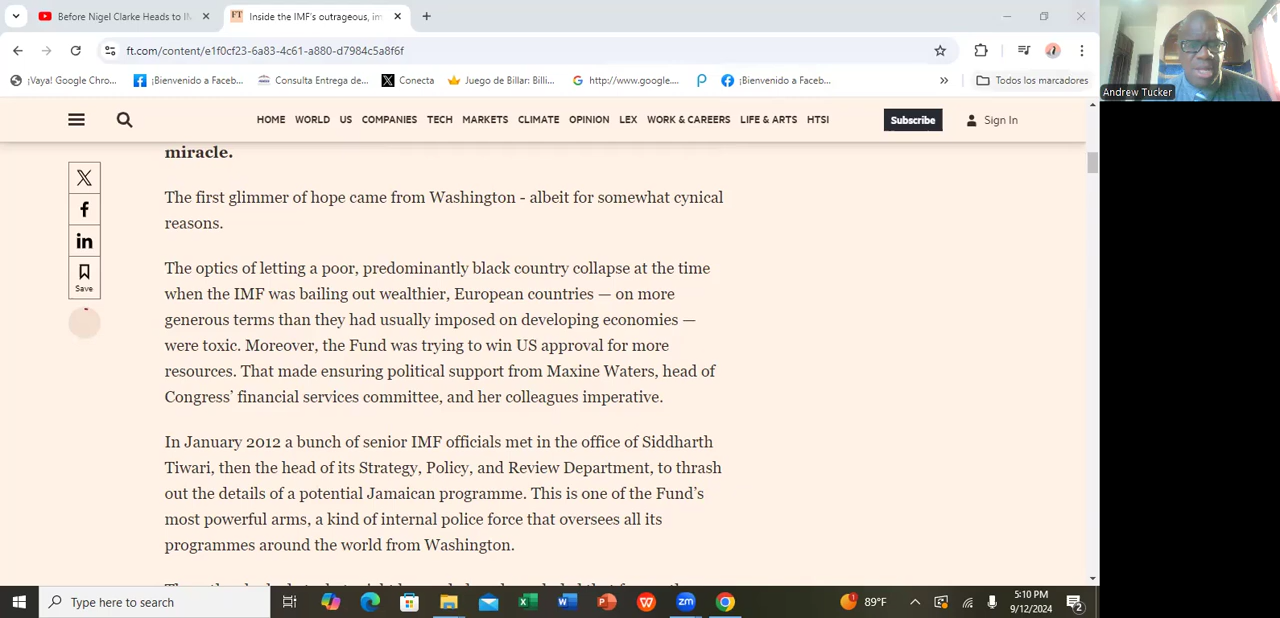 Before Nigel Clarke Heads to IM
Inside the IMF's outrageous, im
ft.com/content/e1f0cf23-6a83-4c61-a880-d7984c5a8f6f
¡Vaya! Google Chro...
¡Bienvenido a Faceb...
Consulta Entrega de...
Conecta
Juego de Billar: Billi...
http://www.google....
¡Bienvenido a Faceb...
Todos los marcadores
Andrew Tucker
HOME WORLD US COMPANIES TECH MARKETS CLIMATE OPINION LEX WORK & CAREERS LIFE & ARTS HTSI
Subscribe
Sign In
miracle.
The first glimmer of hope came from Washington - albeit for somewhat cynical
reasons.
The optics of letting a poor, predominantly black country collapse at the time
when the IMF was bailing out wealthier, European countries — on more
generous terms than they had usually imposed on developing economies —
were toxic. Moreover, the Fund was trying to win US approval for more
resources. That made ensuring political support from Maxine Waters, head of
Congress' financial services committee, and her colleagues imperative.
In January 2012 a bunch of senior IMF officials met in the office of Siddharth
Tiwari, then the head of its Strategy, Policy, and Review Department, to thrash
out the details of a potential Jamaican programme. This is one of the Fund's
most powerful arms, a kind of internal police force that oversees all its
programmes around the world from Washington.
Save
Type here to search
89°F
5:10 PM
9/12/2024